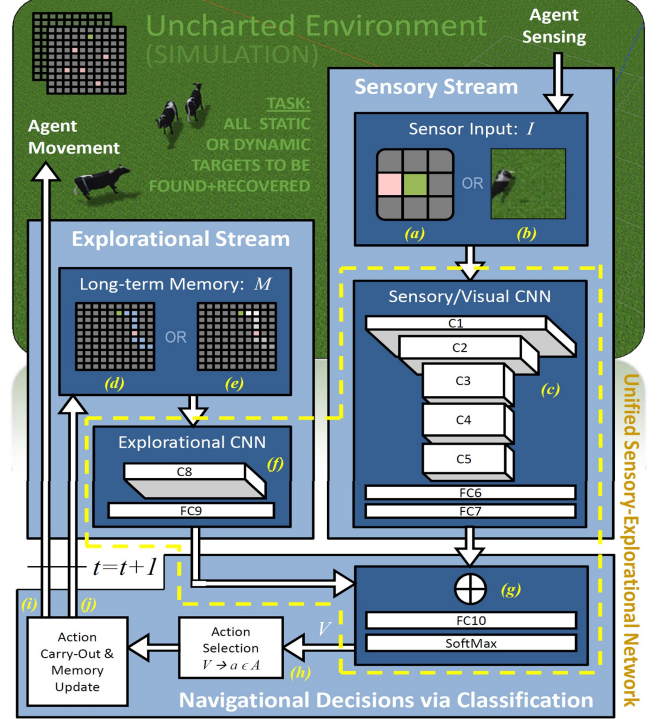 Uncharted Environment
(SIMULATION)
Agent
Sensing
TASK:
ALL STATIC
OR DYNAMIC
TARGETS TO BE
FOUND+RECOVERED
Agent
Movement
Sensory Stream
Sensor Input: I
OR
(a)
(b)
Explorational Stream
Long-term Memory: M
OR
(d)
(e)
Sensory/Visual CNN
C1
C2
C3
(c)
C4
C5
FC6
FC7
Explorational CNN
(f)
C8
FC9
Unified Sensory-Explorational Network
t=t+1
(i)
(j)
(g)
FC10
SoftMax
V
Action
Selection
V → a ϵ A
(h)
Action
Carry-Out &
Memory
Update
Navigational Decisions via Classification